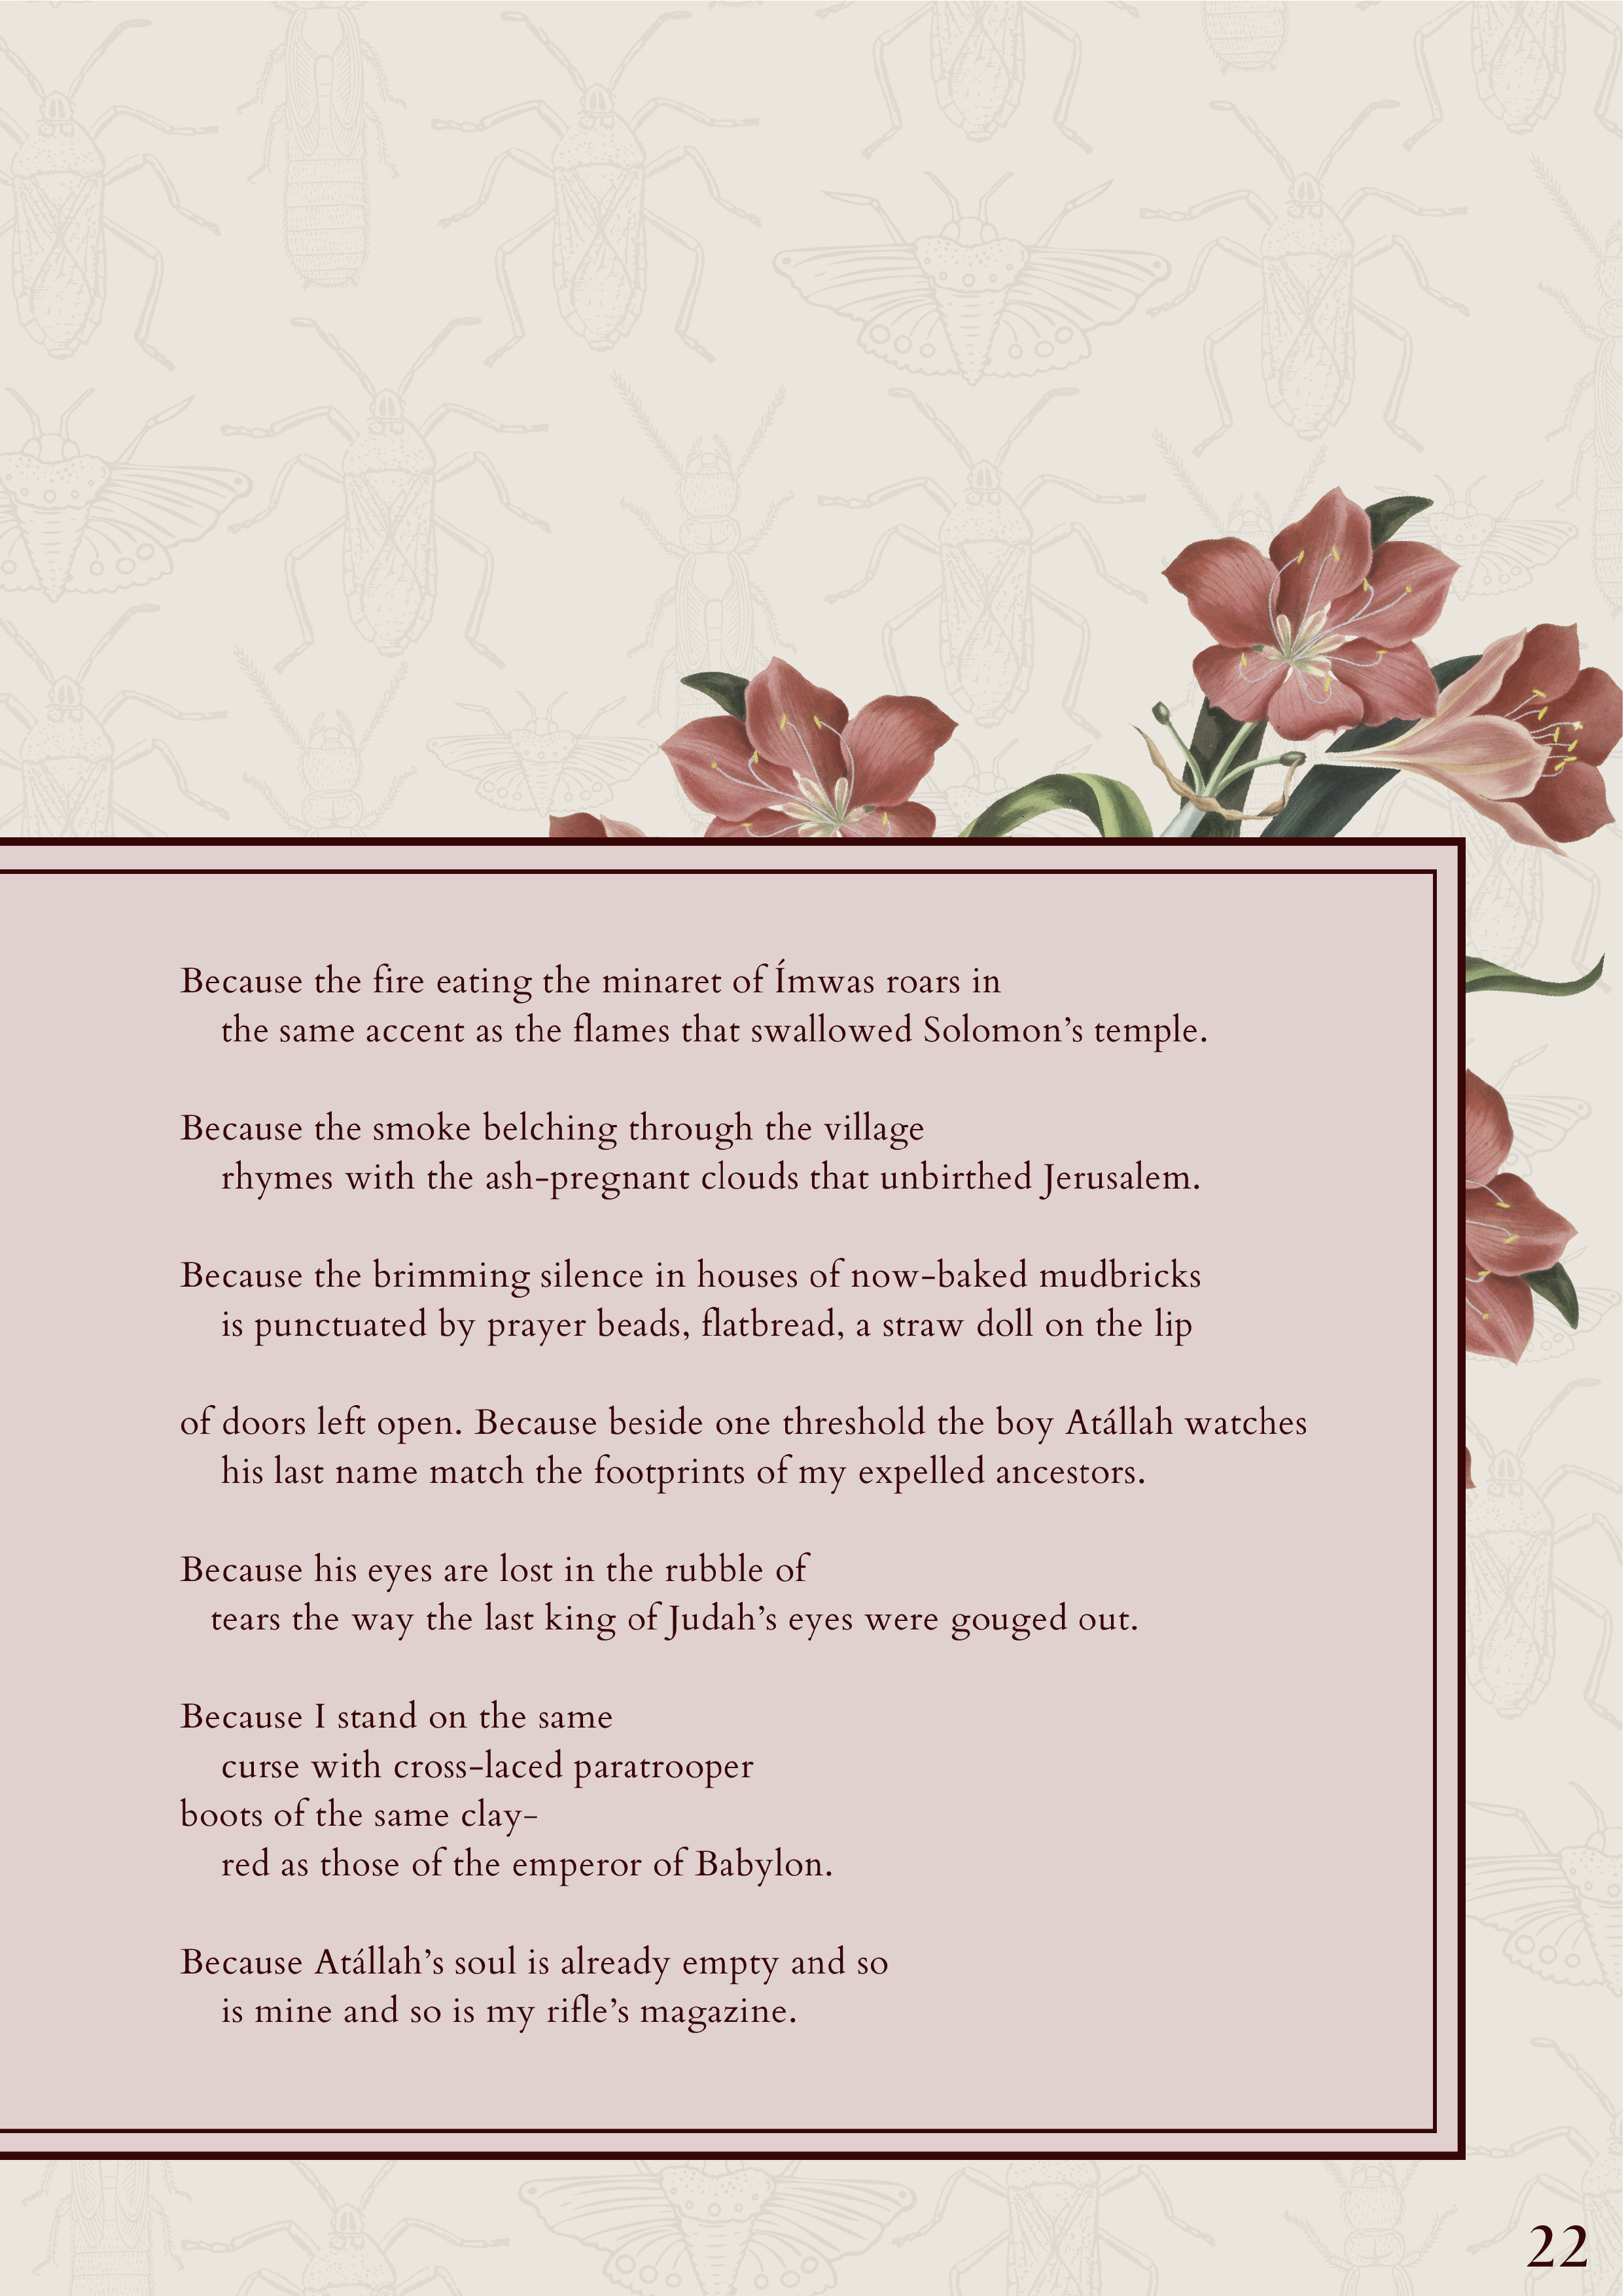 Because the fire eating the minaret of Ímwas roars in
the same accent as the flames that swallowed Solomon’s temple.
Because the smoke belching through the village
rhymes with the ash-pregnant clouds that unbirthed Jerusalem.
Because the brimming silence in houses of now-baked mudbricks
is punctuated by prayer beads, flatbread, a straw doll on the lip
of doors left open. Because beside one threshold the boy Atállah watches
his last name match the footprints of my expelled ancestors.
Because his eyes are lost in the rubble of
tears the way the last king of Judah’s eyes were gouged out.
Because I stand on the same
curse with cross-laced paratrooper
boots of the same clay-
red as those of the emperor of Babylon.
Because Atállah’s soul is already empty and so
is mine and so is my rifle’s magazine.
22